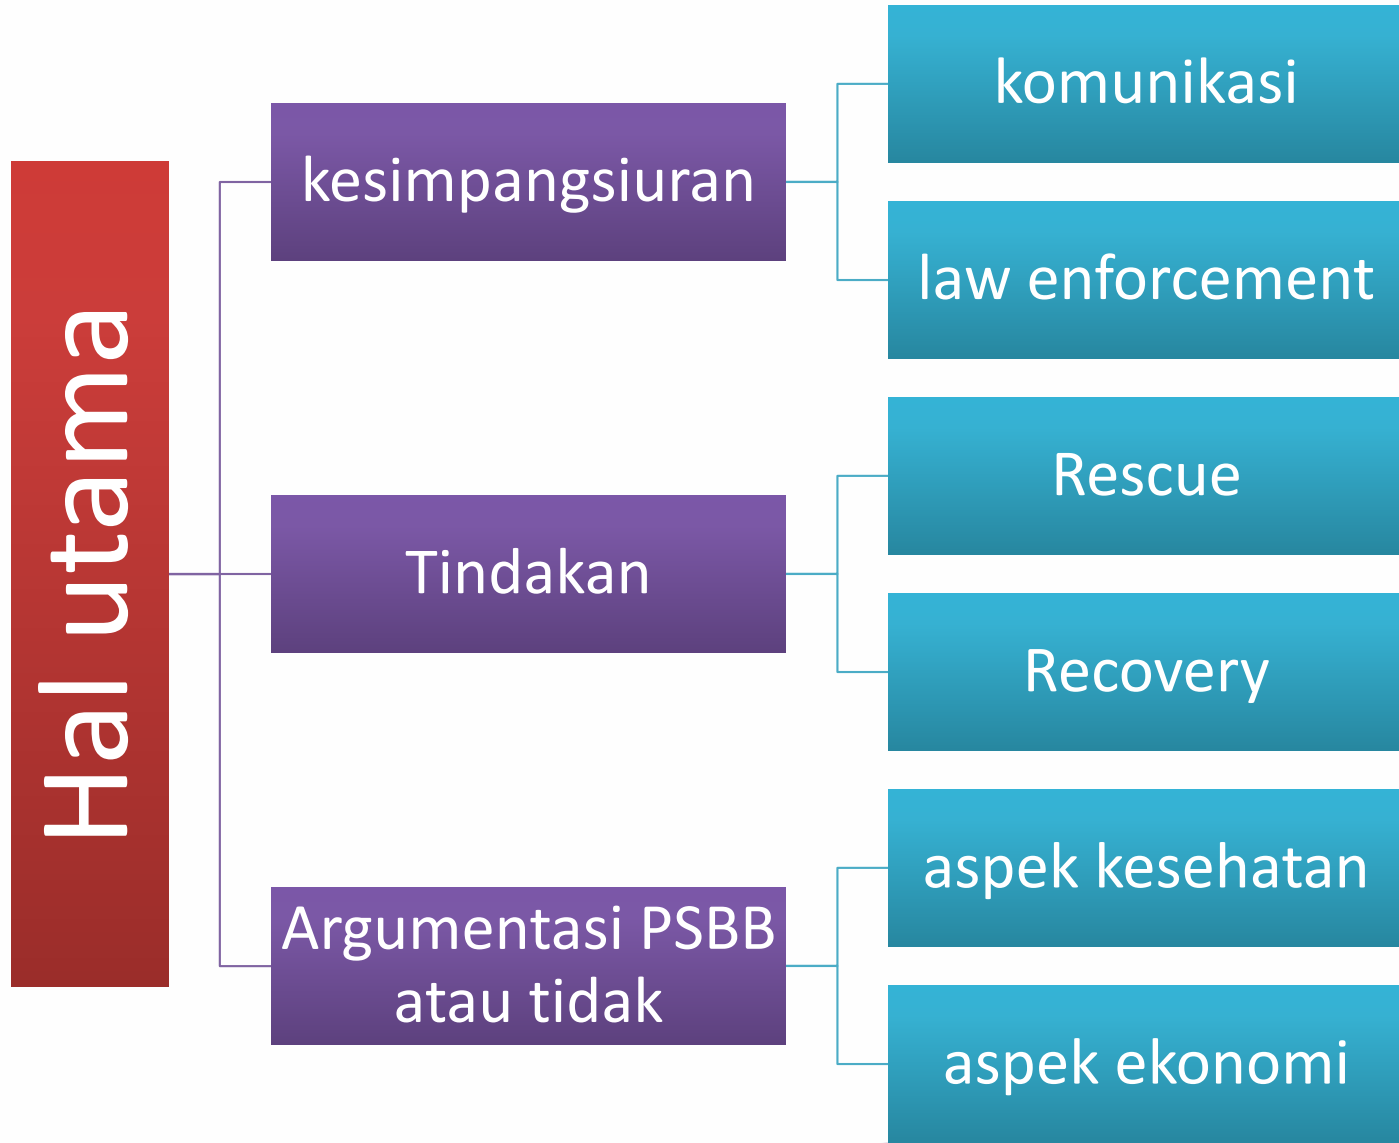 Hal utama
kesimpangsiuran
komunikasi
law enforcement
Tindakan
Rescue
Recovery
Argumentasi PSBB
atau tidak
aspek kesehatan
aspek ekonomi